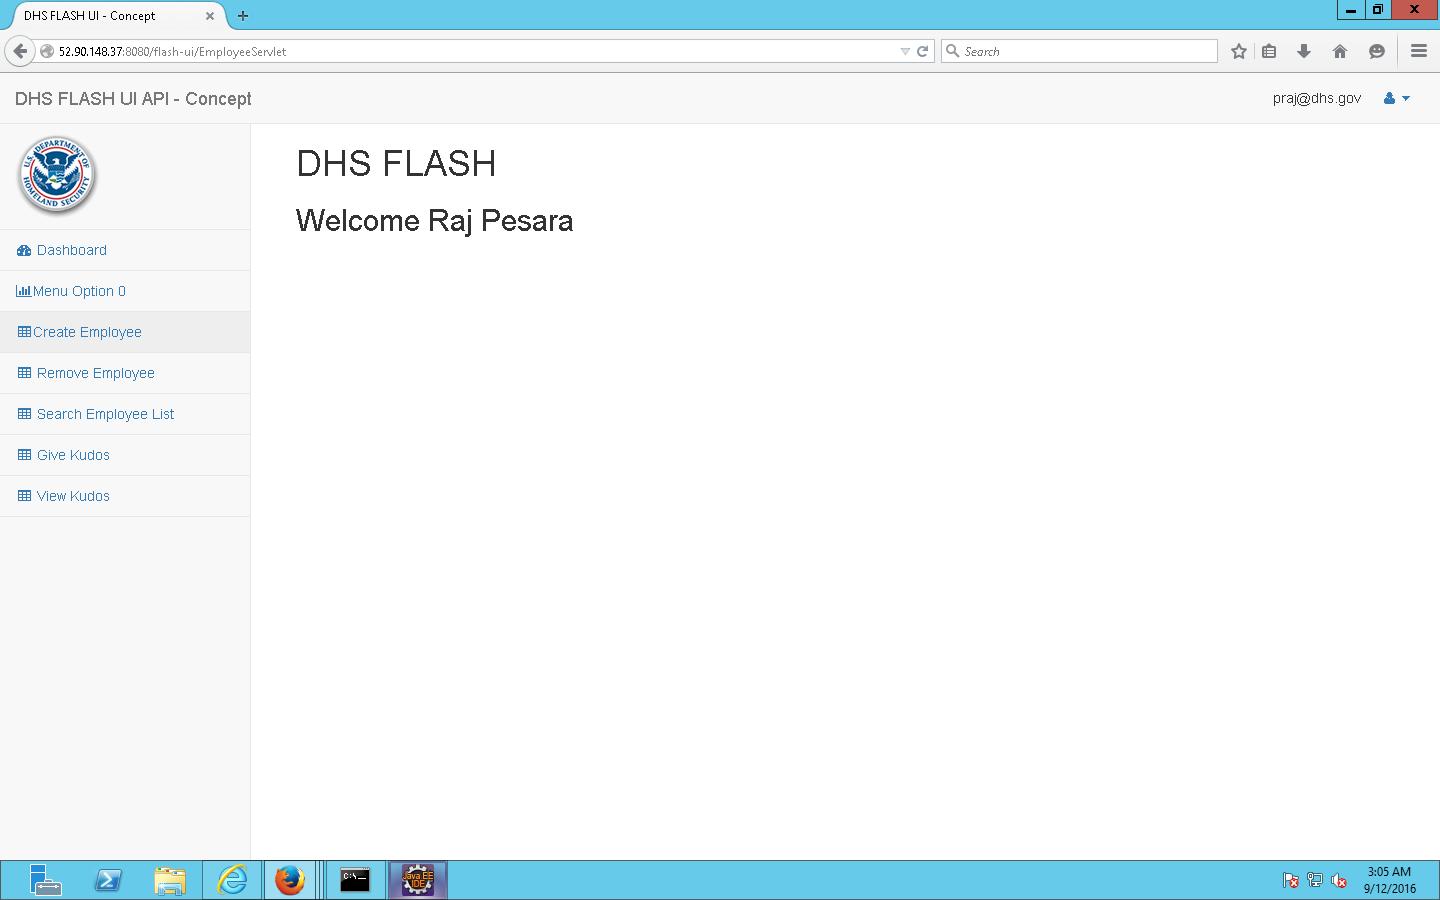 DHS FLASH UI - Concept
52.90.148.37:8080/flash-ui/EmployeeServlet
Search
DHS FLASH UI API - Concept
praj@dhs.gov
U.S. DEPARTMENT OF HOMELAND SECURITY
DHS FLASH
Welcome Raj Pesara
Dashboard
Menu Option 0
Create Employee
Remove Employee
Search Employee List
Give Kudos
View Kudos
C:\_
Java EE
IDE
3:05 AM
9/12/2016